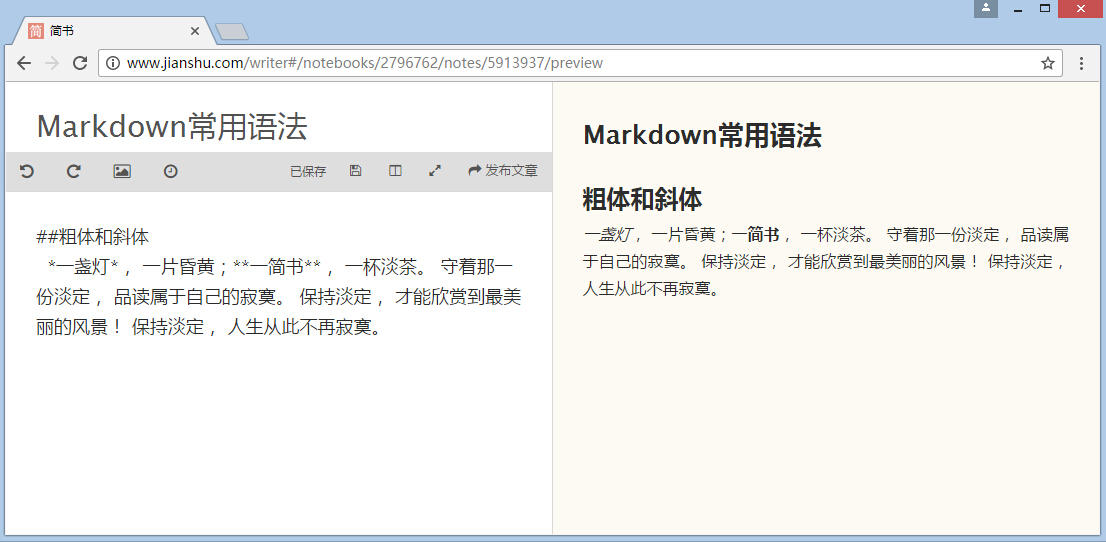 简 简书
www.jianshu.com/writer#/notebooks/2796762/notes/5913937/preview
Markdown常用语法
已保存 发布文章
##粗体和斜体
*一盏灯* ，一片昏黄；**一简书** ，一杯淡茶。 守着那一
份淡定 ，品读属于自己的寂寞。 保持淡定 ，才能欣赏到最美
丽的风景！ 保持淡定 ，人生从此不再寂寞。
Markdown常用语法
粗体和斜体
一盏灯 ，一片昏黄；一简书 ，一杯淡茶。 守着那一份淡定 ，品读属
于自己的寂寞。 保持淡定 ，才能欣赏到最美丽的风景！ 保持淡定 ，
人生从此不再寂寞。